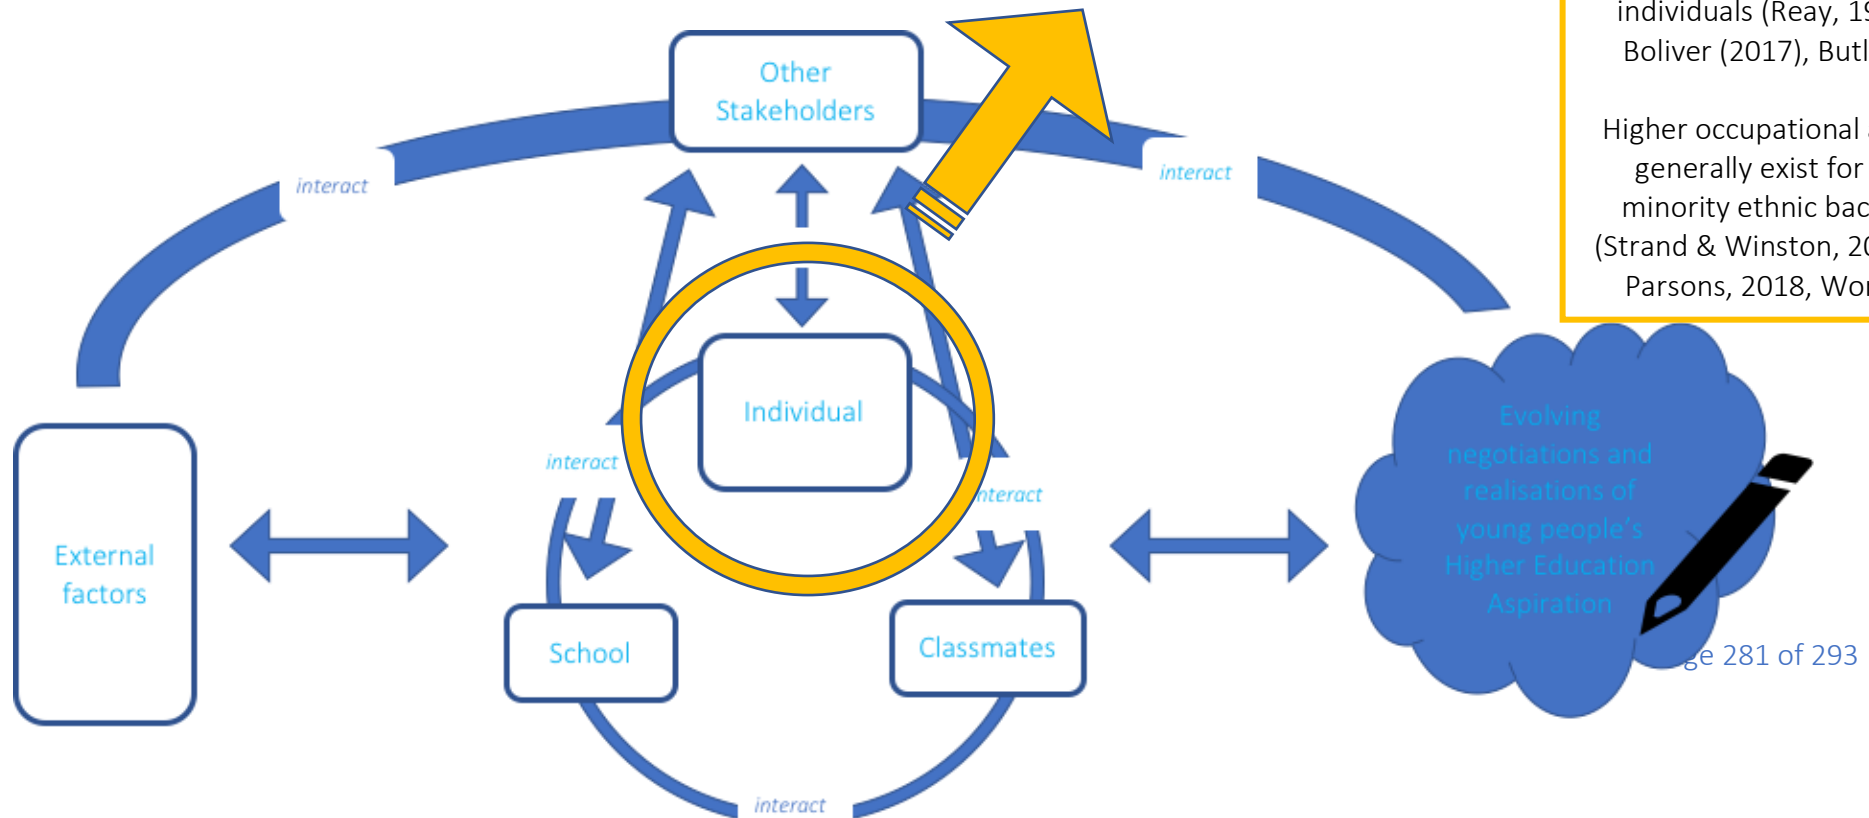 individuals (Reay, 19
Boliver (2017), Butl
Higher occupational
generally exist for
minority ethnic bac
(Strand & Winston, 20
Parsons, 2018, Wor
Other
Stakeholders
interact
interact
Individual
interact
nteract
External
factors
School
Classmates
interact
Evolving
negotiations and
realisations of
young people's
Higher Education
Aspiration
ge 281 of 293